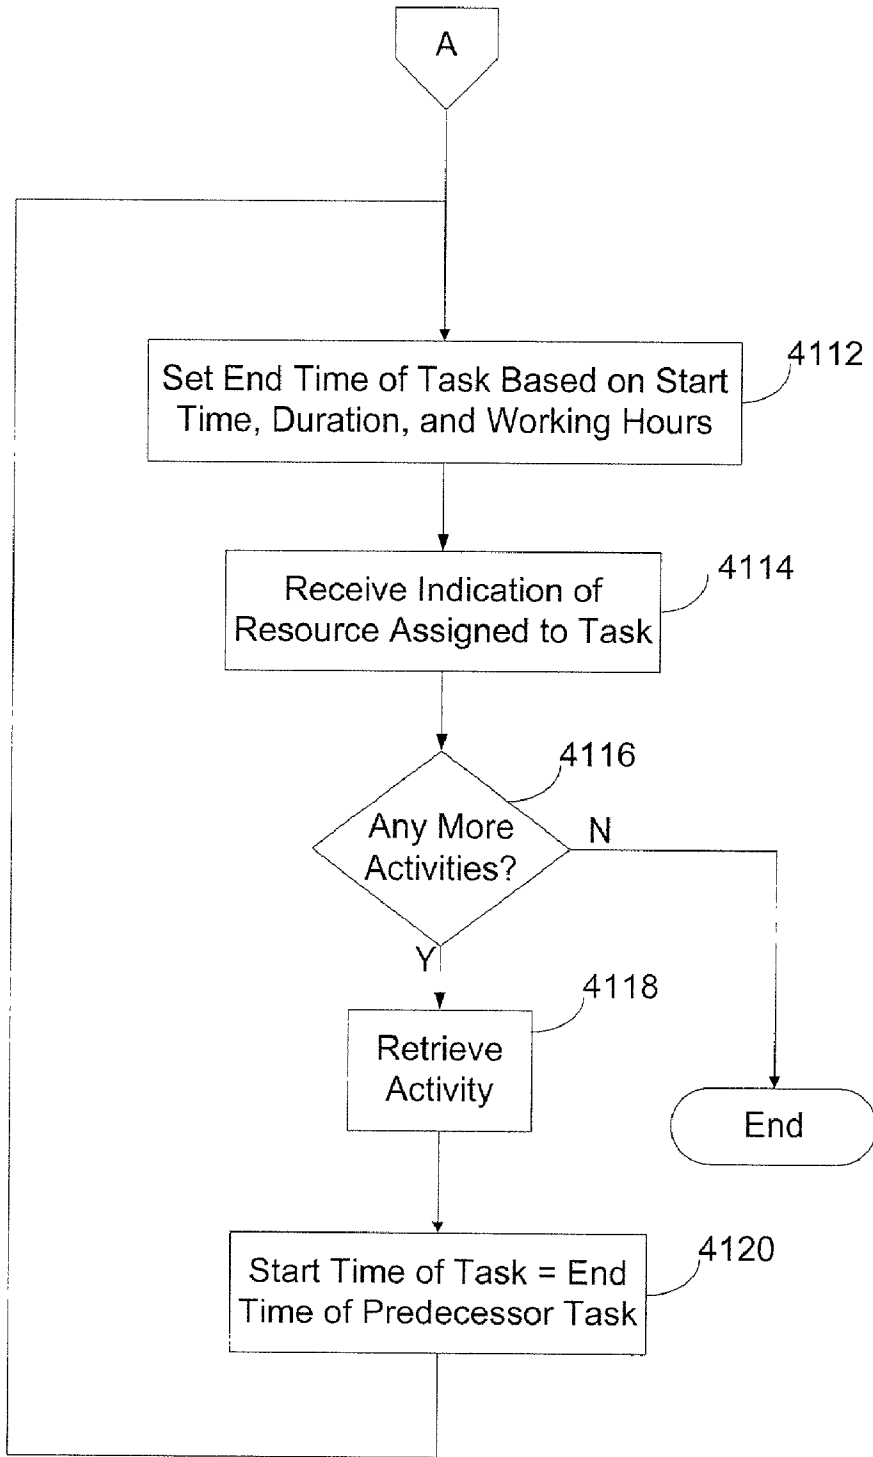 A
4112
Set End Time of Task Based on Start
Time, Duration, and Working Hours
4114
Receive Indication of
Resource Assigned to Task
4116
Any More
Activities?
N
Y
4118
Retrieve
Activity
End
4120
Start Time of Task = End
Time of Predecessor Task